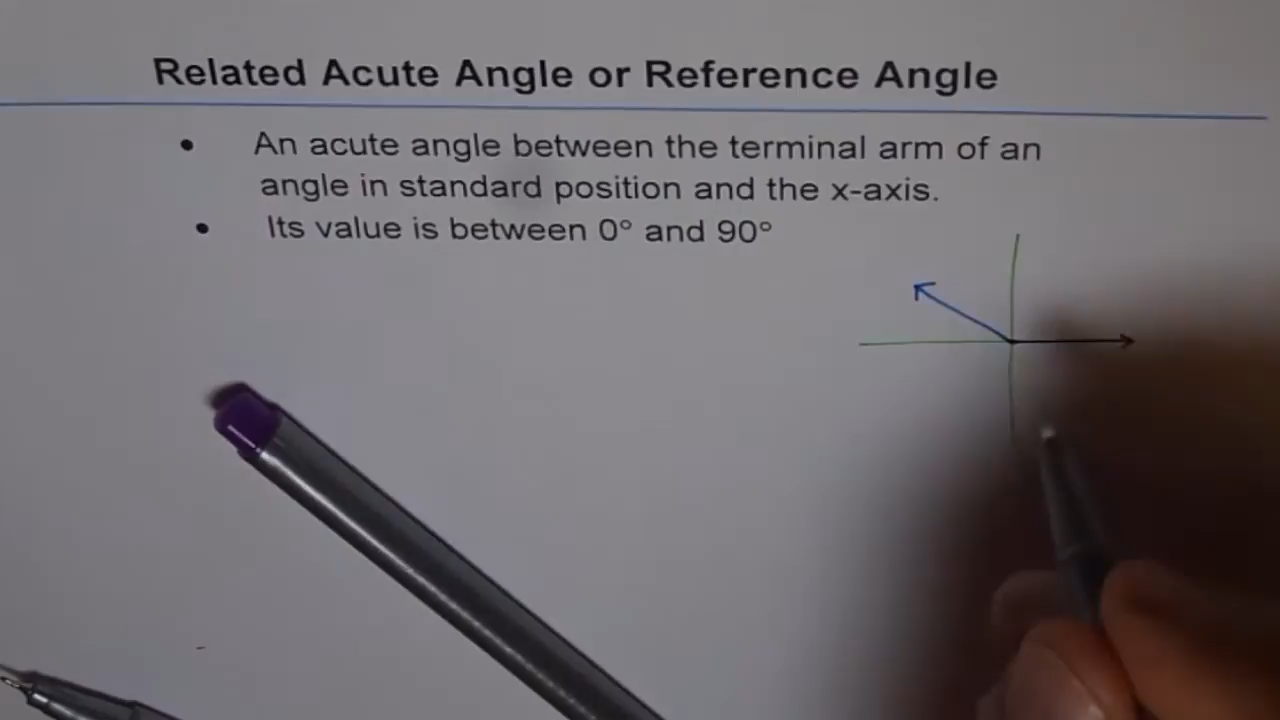 Related Acute Angle or Reference Angle
• An acute angle between the terminal arm of an
angle in standard position and the x-axis.
• Its value is between 0° and 90°